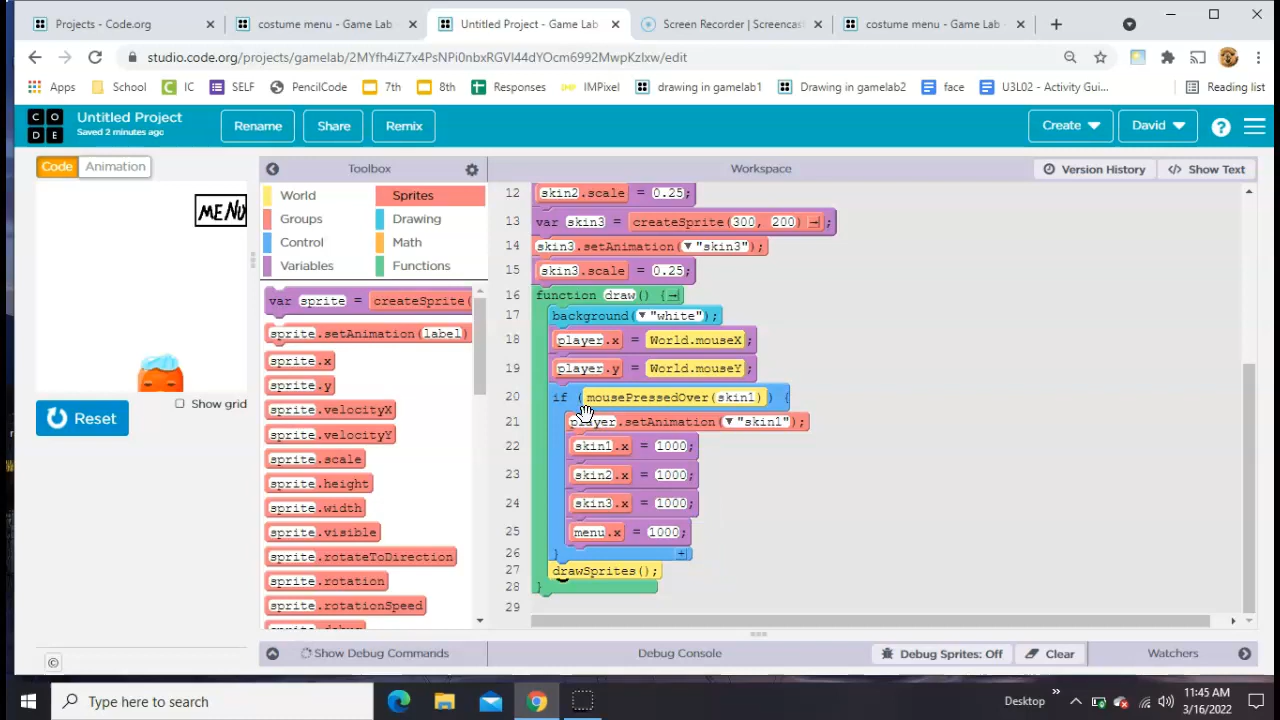 Projects - Code.org
costume menu - Game Lab
Untitled Project - Game Lab
Screen Recorder | Screencast
costume menu - Game Lab
studio.code.org/projects/gamelab/2MYfh4iZ7x4PsNPi0nbxRGVI44dYOcm6992MwpKzlxw/edit
Apps School IC SELF PencilCode 7th 8th Responses IMPixel drawing in gamelab1 Drawing in gamelab2 face U3L02 - Activity Gui... Reading list
CODE
Untitled Project
Saved 2 minutes ago
Rename Share Remix Create David ?
Code Animation
Toolbox
Workspace
Version History
</> Show Text
MENU
Reset
Show grid
World Sprites
Groups Drawing
Control Math
Variables Functions
var sprite = createSprite(
sprite.setAnimation(label)
sprite.x
sprite.y
sprite.velocityX
sprite.velocityY
sprite.scale
sprite.height
sprite.width
sprite.visible
sprite.rotateToDirection
sprite.rotation
sprite.rotationSpeed
12 skin2.scale = 0.25;
13 var skin3 = createSprite(300, 200);
14 skin3.setAnimation("skin3");
15 skin3.scale = 0.25;
16 function draw() {
17 background("white");
18 player.x = World.mouseX;
19 player.y = World.mouseY;
20 if (mousePressedOver(skin1)) {
21 player.setAnimation("skin1");
22 skin1.x = 1000;
23 skin2.x = 1000;
24 skin3.x = 1000;
25 menu.x = 1000;
26 }
27 drawSprites();
28 }
29
Show Debug Commands
Debug Console
Debug Sprites: Off
Clear
Watchers
Type here to search
Desktop
11:45 AM
3/16/2022